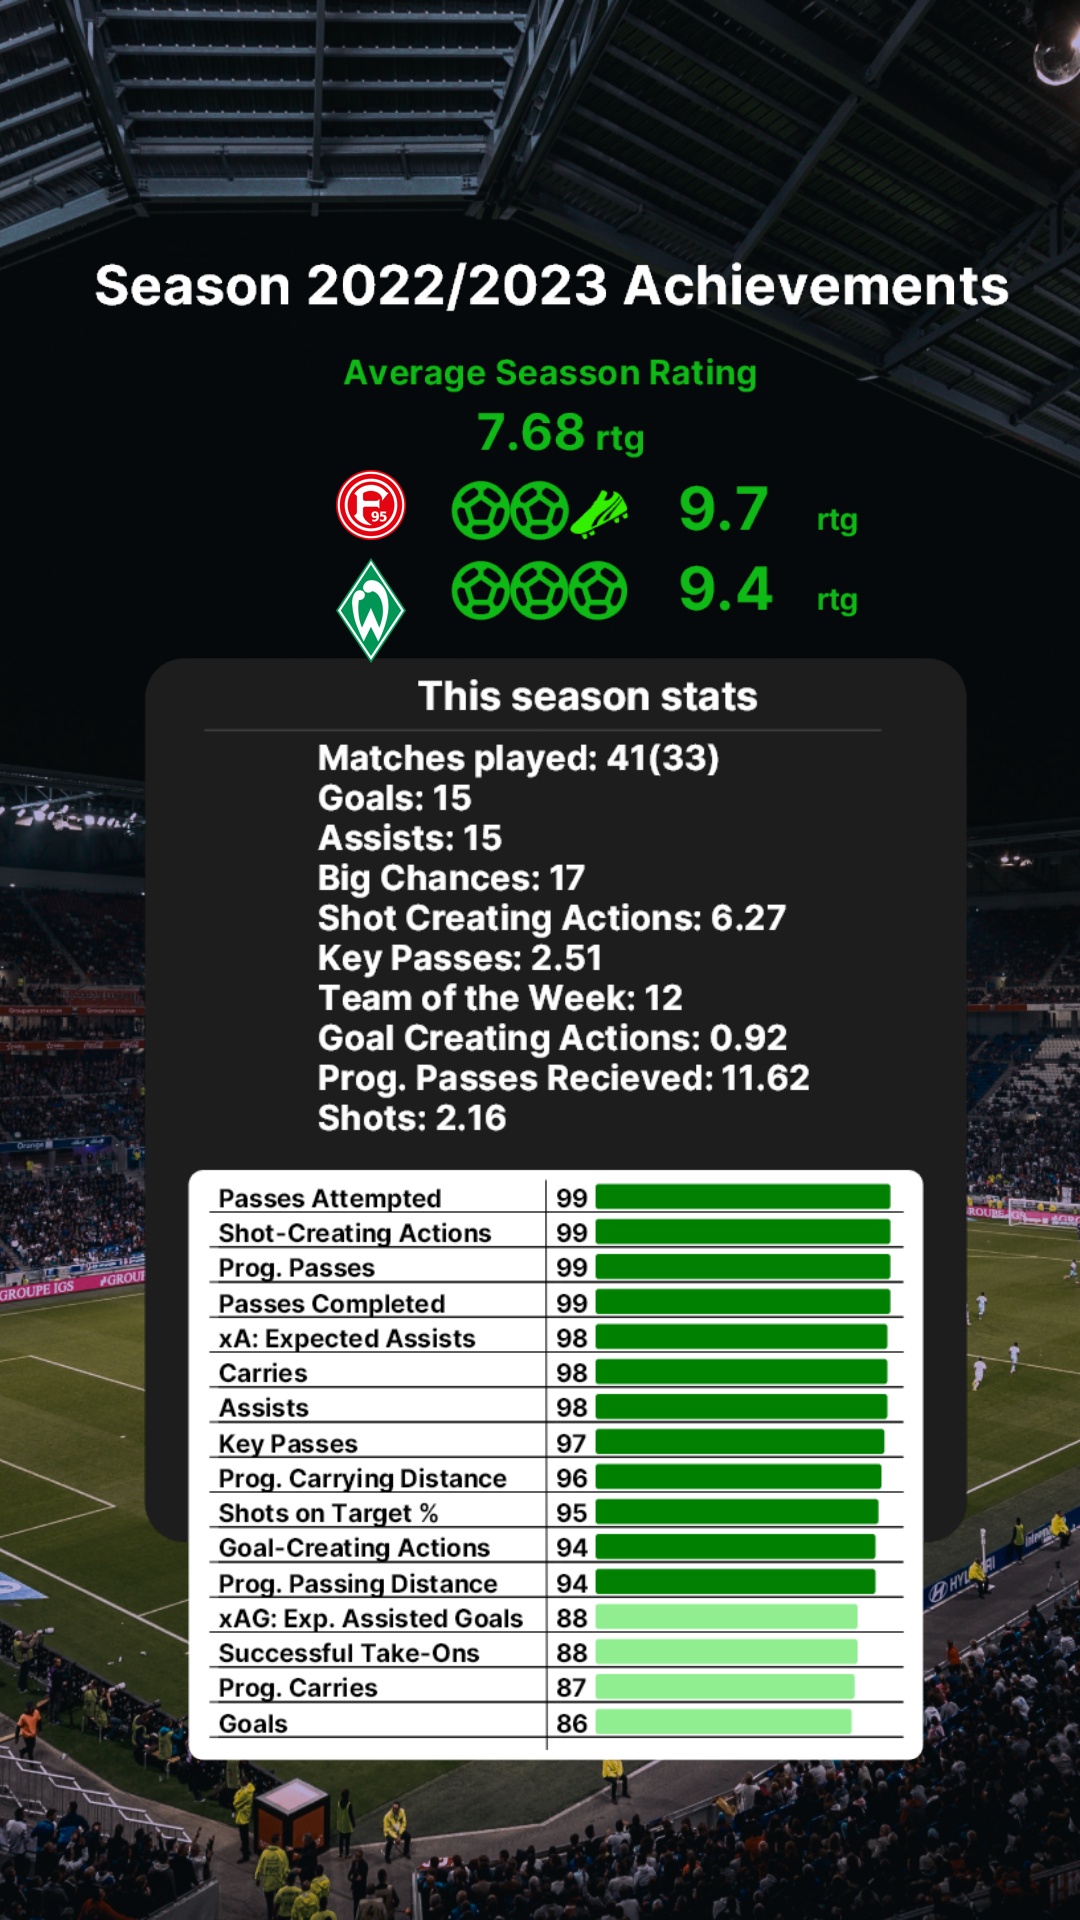 Season 2022/2023 Achievements
Average Seasson Rating
7.68 rtg
F 95 9.7 rtg
W 9.4 rtg
This season stats
Matches played: 41(33)
Goals: 15
Assists: 15
Big Chances: 17
Shot Creating Actions: 6.27
Key Passes: 2.51
Team of the Week: 12
Goal Creating Actions: 0.92
Prog. Passes Recieved: 11.62
Shots: 2.16
Groupama stadium
Orange
GROUPE IGS #GROU
Passes Attempted 99
Shot-Creating Actions 99
Prog. Passes 99
Passes Completed 99
xA: Expected Assists 98
Carries 98
Assists 98
Key Passes 97
Prog. Carrying Distance 96
Shots on Target % 95
Goal-Creating Actions 94
Prog. Passing Distance 94
xAG: Exp. Assisted Goals 88
Successful Take-Ons 88
Prog. Carries 87
Goals 86